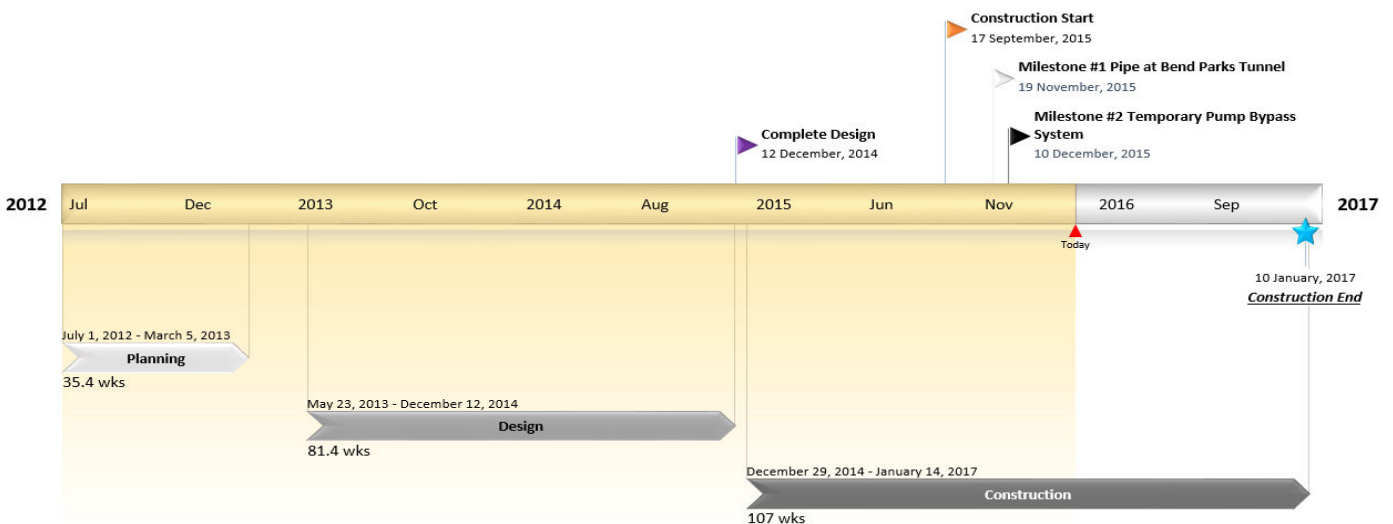 Construction Start
17 September, 2015
Milestone #1 Pipe at Bend Parks Tunnel
19 November, 2015
Milestone #2 Temporary Pump Bypass
System
10 December, 2015
Complete Design
12 December, 2014
2012 Jul Dec 2013 Oct 2014 Aug 2015 Jun Nov 2016 Sep 2017
Today
10 January, 2017
Construction End
July 1, 2012 - March 5, 2013
Planning
35.4 wks
May 23, 2013 - December 12, 2014
Design
81.4 wks
December 29, 2014 - January 14, 2017
Construction
107 wks